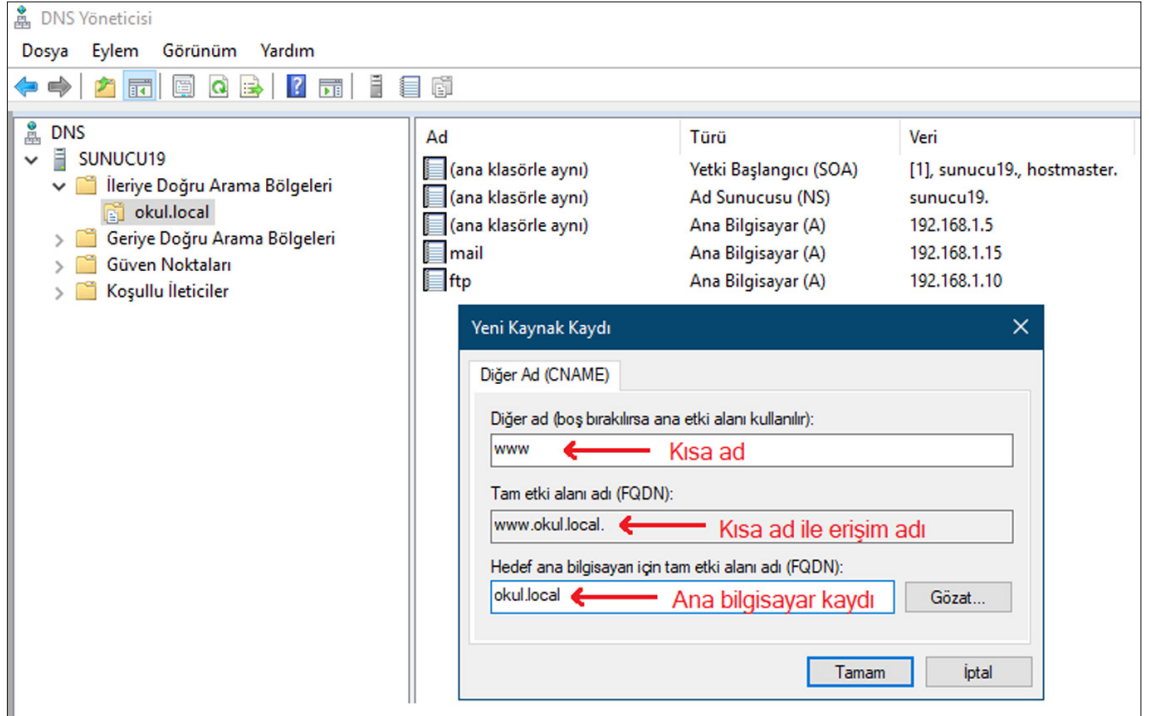 DNS Yöneticisi
Dosya Eylem Görünüm Yardım
DNS
SUNUCU19
İleriye Doğru Arama Bölgeleri
okul.local
Geriye Doğru Arama Bölgeleri
Güven Noktaları
Koşullu İleticiler
Ad Türü Veri
(ana klasörle aynı) Yetki Başlangıcı (SOA) [1], sunucu19., hostmaster.
(ana klasörle aynı) Ad Sunucusu (NS) sunucu19.
(ana klasörle aynı) Ana Bilgisayar (A) 192.168.1.5
mail Ana Bilgisayar (A) 192.168.1.15
ftp Ana Bilgisayar (A) 192.168.1.10
Yeni Kaynak Kaydı
Diğer Ad (CNAME)
Diğer ad (boş bırakılırsa ana etki alanı kullanılır):
www Kısa ad
Tam etki alanı adı (FQDN):
www.okul.local. Kısa ad ile erişim adı
Hedef ana bilgisayarı için tam etki alanı adı (FQDN):
okul.local Ana bilgisayar kaydı Gözat...
Tamam İptal